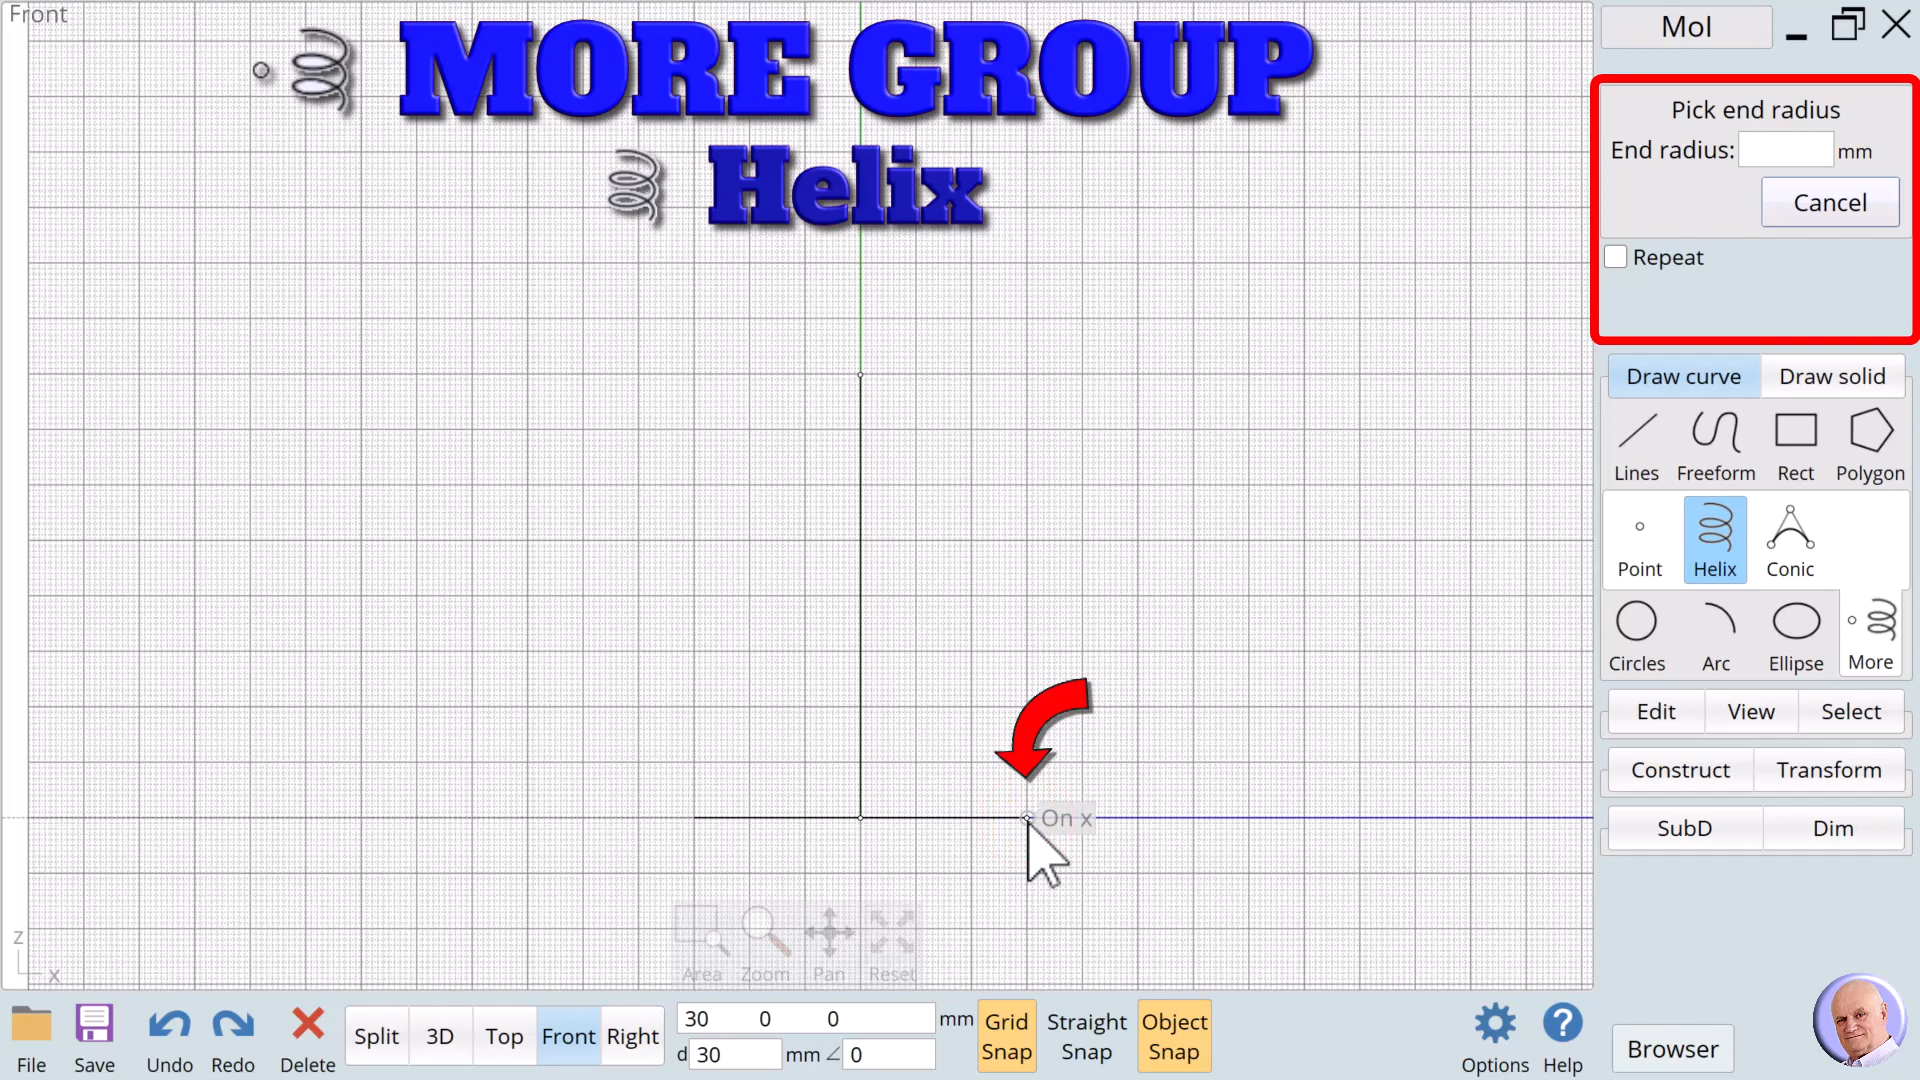 Front
MORE GROUP
Helix
MoI
Pick end radius
End radius: mm
Cancel
Repeat
Draw curve Draw solid
Lines Freeform Rect Polygon
Point Helix Conic
Circles Arc Ellipse More
Edit View Select
Construct Transform
SubD Dim
On x
Area Zoom Pan Reset
z
x
File Save Undo Redo Delete
Split 3D Top Front Right
30 0 0 mm
d 30 mm ∠ 0
Grid Snap
Straight Snap
Object Snap
Options Help
Browser